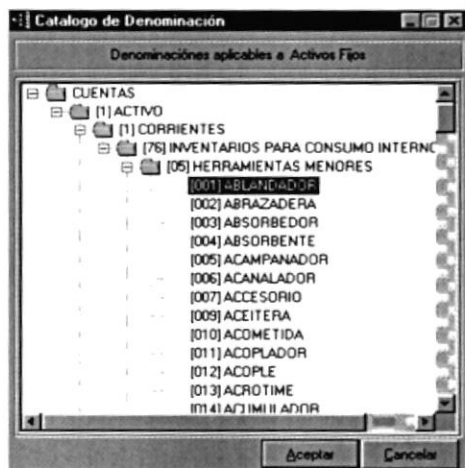 Catalogo de Denominación
Denominaciónes aplicables a Activos Fijos
CUENTAS
[1] ACTIVO
[1] CORRIENTES
[76] INVENTARIOS PARA CONSUMO INTERNO
[05] HERRAMIENTAS MENORES
[001] ABLANDADOR
[002] ABRAZADERA
[003] ABSORBEDOR
[004] ABSORBENTE
[005] ACAMPANADOR
[006] ACANALADOR
[007] ACCESORIO
[009] ACEITERA
[010] ACOMETIDA
[011] ACOPLADOR
[012] ACOPLE
[013] ACROTIME
[014] ACUMULADOR
Aceptar Cancelar